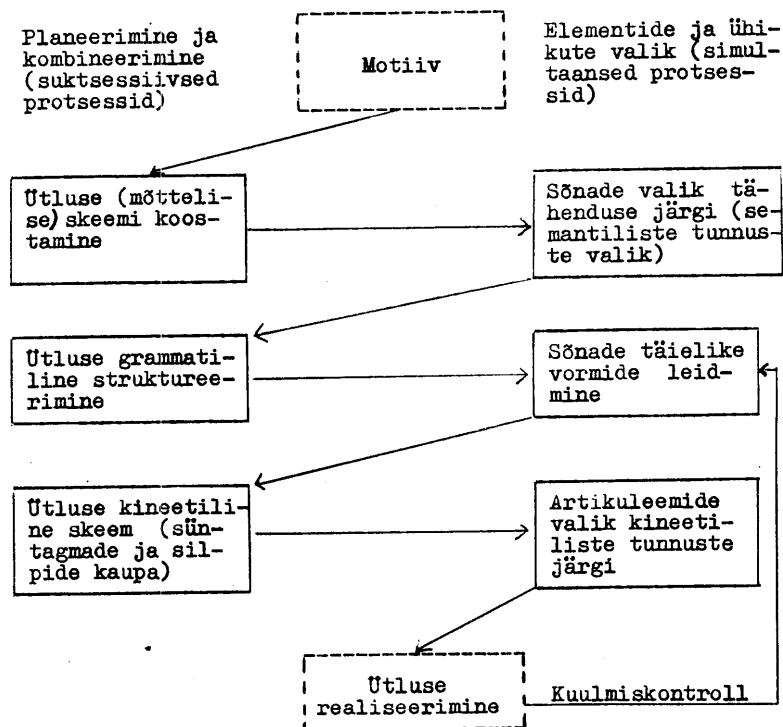 Planeerimine ja
kombineerimine
(suktsessiivsed
protsessid)
Motiiv
Elementide ja ühi-
kute valik (simul-
taansed protses-
sid)
Ütluse (mõtteli-
se) skeemi koos-
tamine
Sõnade valik tä-
henduse järgi (se-
mantiliste tunnus-
te valik)
Ütluse grammati-
line strukturee-
rimine
Sõnade täielike
vormide leid-
mine
Ütluse kineetili-
ne skeem (sün-
tagmade ja sil-
pide kaupa)
Artikuleemide
valik kineeti-
liste tunnuste
järgi
Ütluse
realiseerimine
Kuulmiskontroll